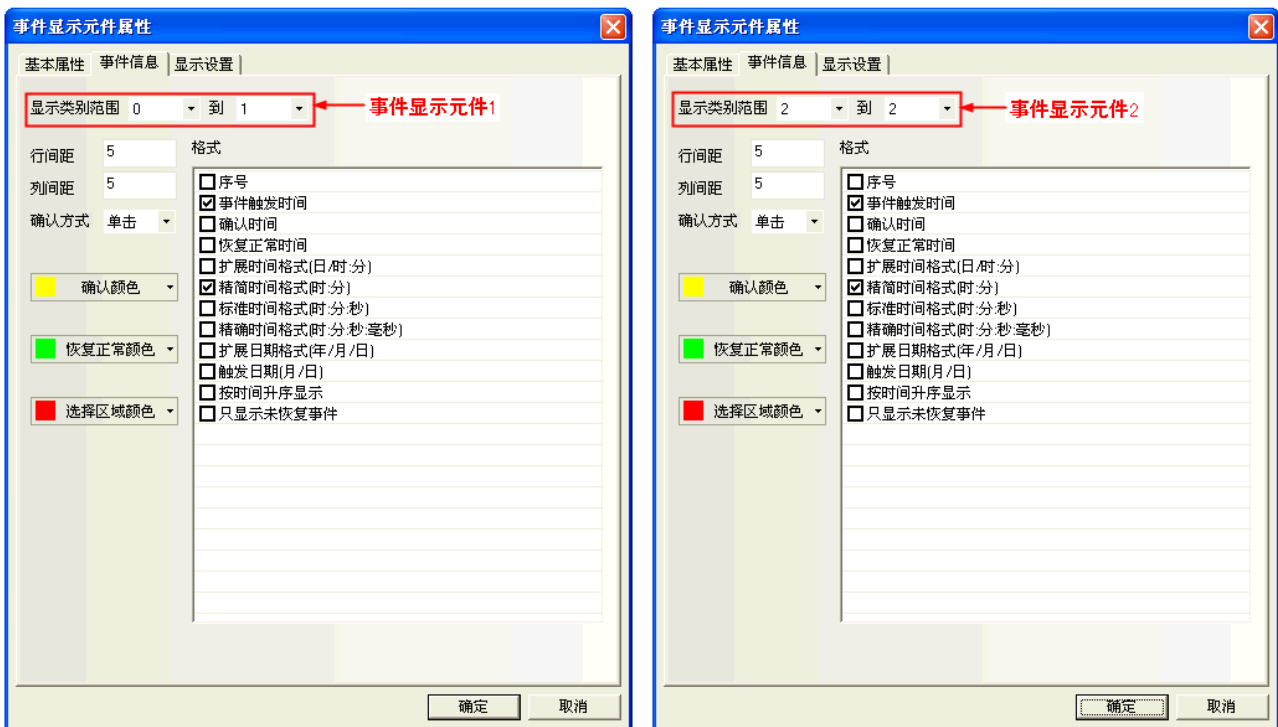 事件显示元件属性
基本属性 事件信息 显示设置
显示类别范围 0 到 1
事件显示元件1
行间距 5
列间距 5
确认方式 单击
确认颜色
恢复正常颜色
选择区域颜色
格式
序号
事件触发时间
确认时间
恢复正常时间
扩展时间格式(日/时:分)
精简时间格式(时:分)
标准时间格式(时:分:秒)
精确时间格式(时:分:秒:毫秒)
扩展日期格式(年/月/日)
触发日期(月/日)
按时间升序显示
只显示未恢复事件
确定 取消
事件显示元件属性
基本属性 事件信息 显示设置
显示类别范围 2 到 2
事件显示元件2
行间距 5
列间距 5
确认方式 单击
确认颜色
恢复正常颜色
选择区域颜色
格式
序号
事件触发时间
确认时间
恢复正常时间
扩展时间格式(日/时:分)
精简时间格式(时:分)
标准时间格式(时:分:秒)
精确时间格式(时:分:秒:毫秒)
扩展日期格式(年/月/日)
触发日期(月/日)
按时间升序显示
只显示未恢复事件
确定 取消